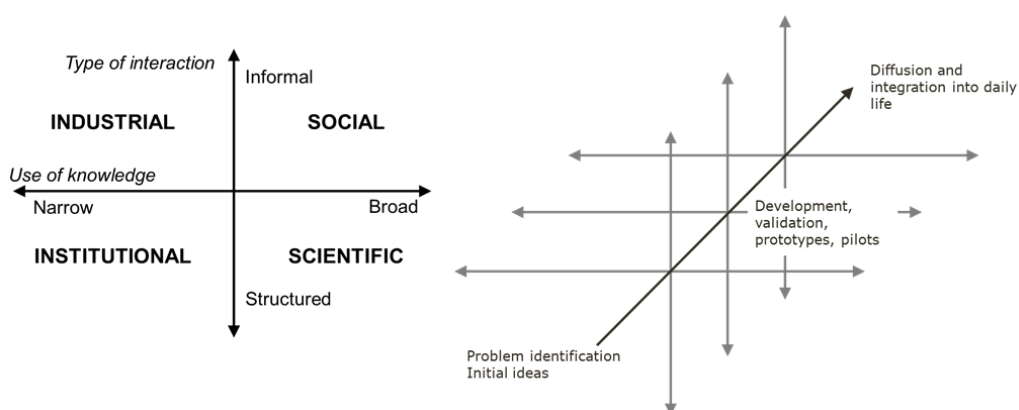 Type of interaction
Informal
INDUSTRIAL
SOCIAL
Use of knowledge
Narrow
Broad
INSTITUTIONAL
SCIENTIFIC
Structured
Diffusion and
integration into daily
life
Development,
validation,
prototypes, pilots
Problem identification
Initial ideas